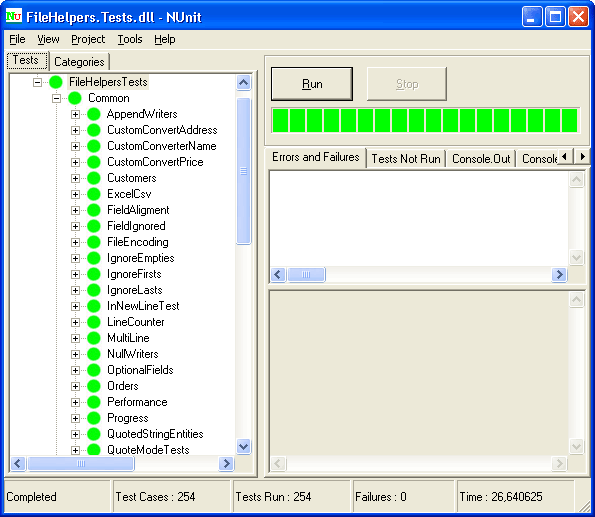 FileHelpers.Tests.dll - NUnit
File View Project Tools Help
Tests Categories
FileHelpersTests
Common
AppendWriters
CustomConvertAddress
CustomConverterName
CustomConvertPrice
Customers
ExcelCsv
FieldAligment
FieldIgnored
FileEncoding
IgnoreEmpties
IgnoreFirsts
IgnoreLasts
InNewLineTest
LineCounter
MultiLine
NullWriters
OptionalFields
Orders
Performance
Progress
QuotedStringEntities
QuoteModeTests
Run Stop
Errors and Failures Tests Not Run Console.Out Console
Completed Test Cases : 254 Tests Run : 254 Failures : 0 Time : 26,640625